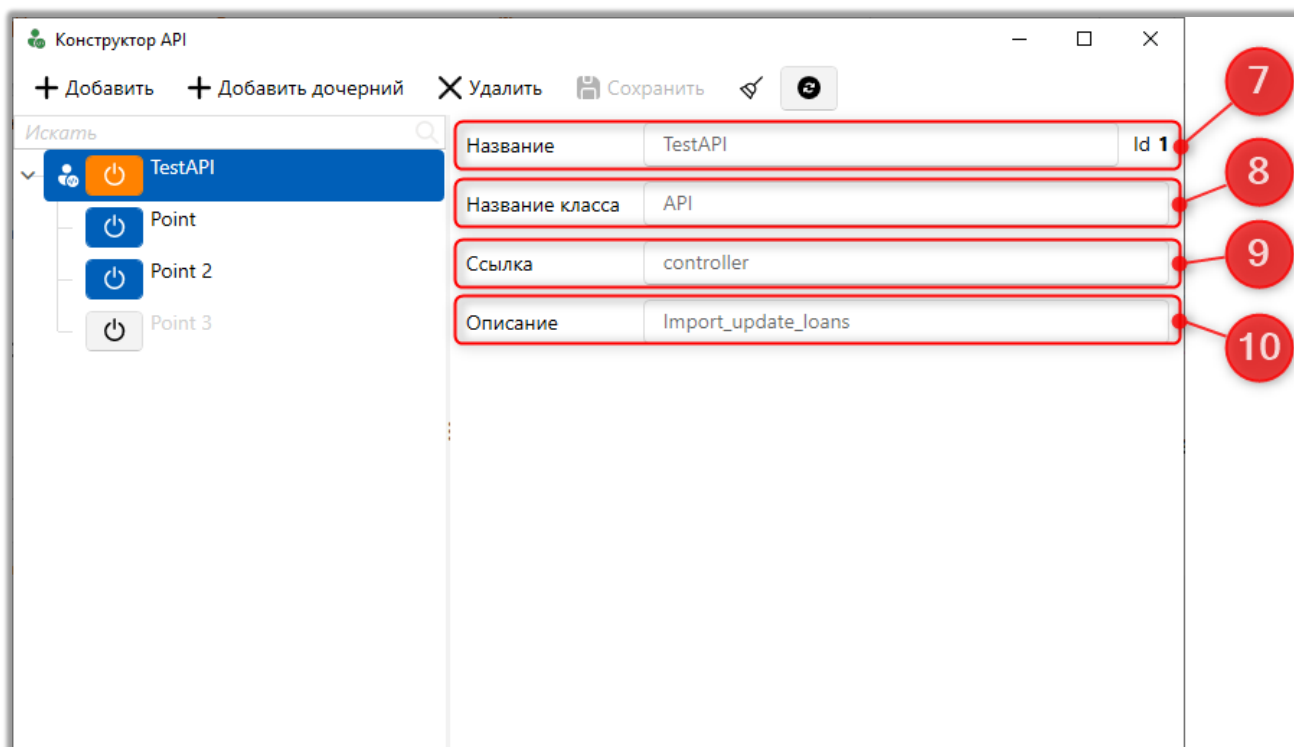 Конструктор API
Добавить Добавить дочерний Удалить Сохранить
7
Искать
Название TestAPI Id 1
TestAPI
8
Название класса API
Point
9
Ссылка controller
Point 2
Описание Import_update_loans
Point 3
10